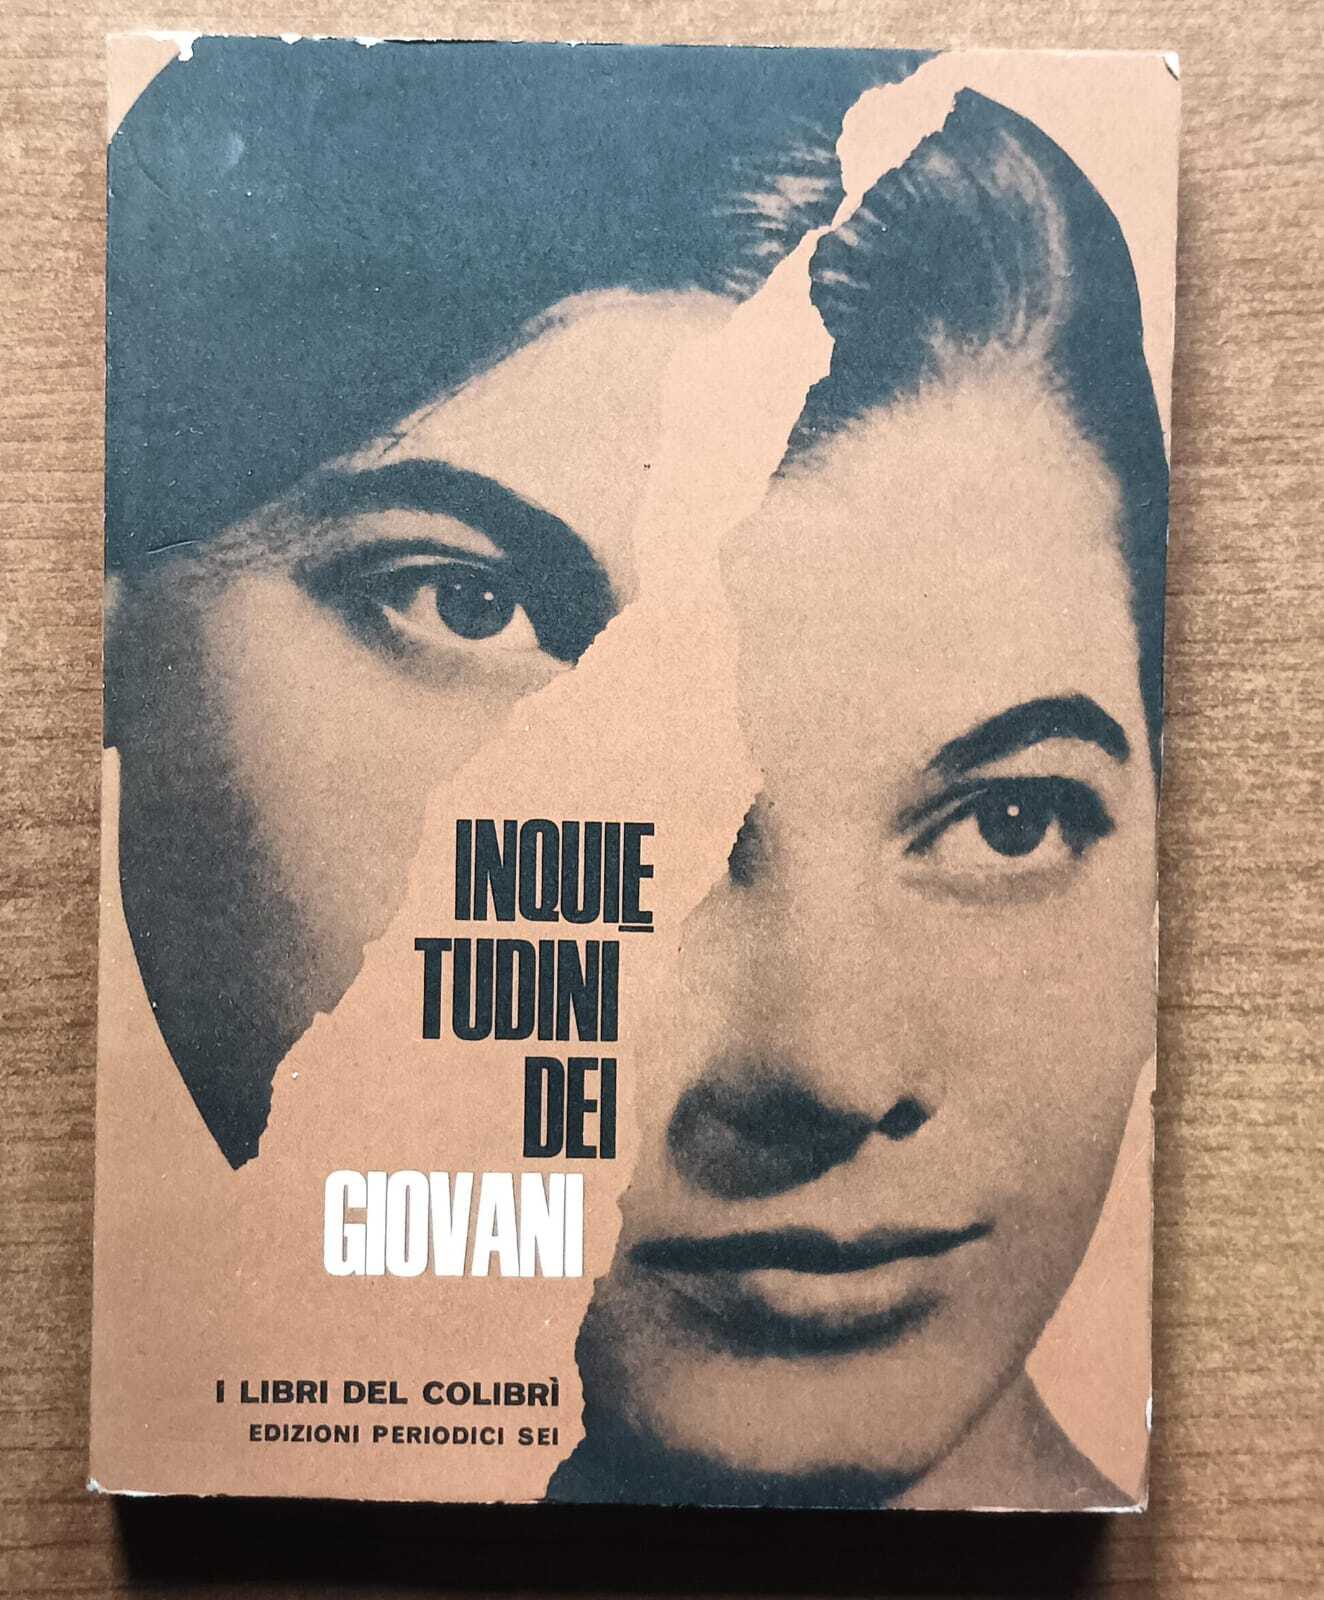 INQUIE
TUDINI
DEI
GIOVANI
I LIBRI DEL COLIBRÌ
EDIZIONI PERIODICI SEI